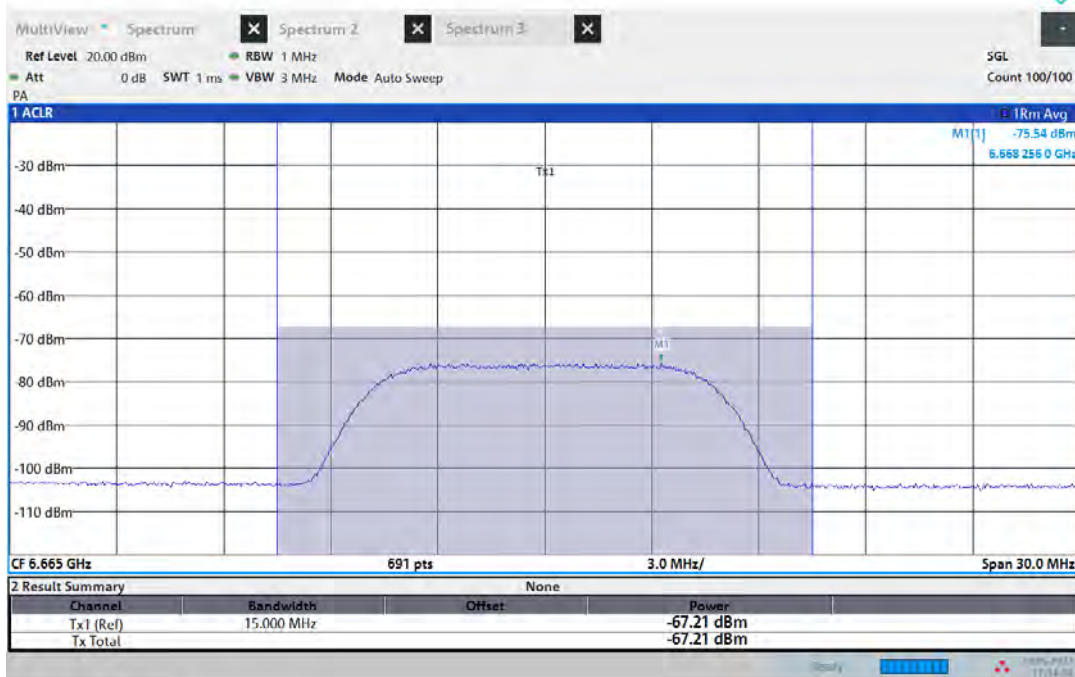 MultiView Spectrum X Spectrum 2 X Spectrum 3 X
Ref Level 20.00 dBm RBW 1 MHz SGL
Att 0 dB SWT 1 ms VBW 3 MHz Mode Auto Sweep Count 100/100
PA
1 ACLR 1Rm Avg
M1[1] -75.54 dBm
6.668 256 0 GHz
-30 dBm
Tx1
-40 dBm
-50 dBm
-60 dBm
-70 dBm
M1
-80 dBm
-90 dBm
-100 dBm
-110 dBm
CF 6.665 GHz 691 pts 3.0 MHz/ Span 30.0 MHz
2 Result Summary None
Channel Bandwidth Offset Power
Tx1 (Ref) 15.000 MHz -67.21 dBm
Tx Total -67.21 dBm
Ready